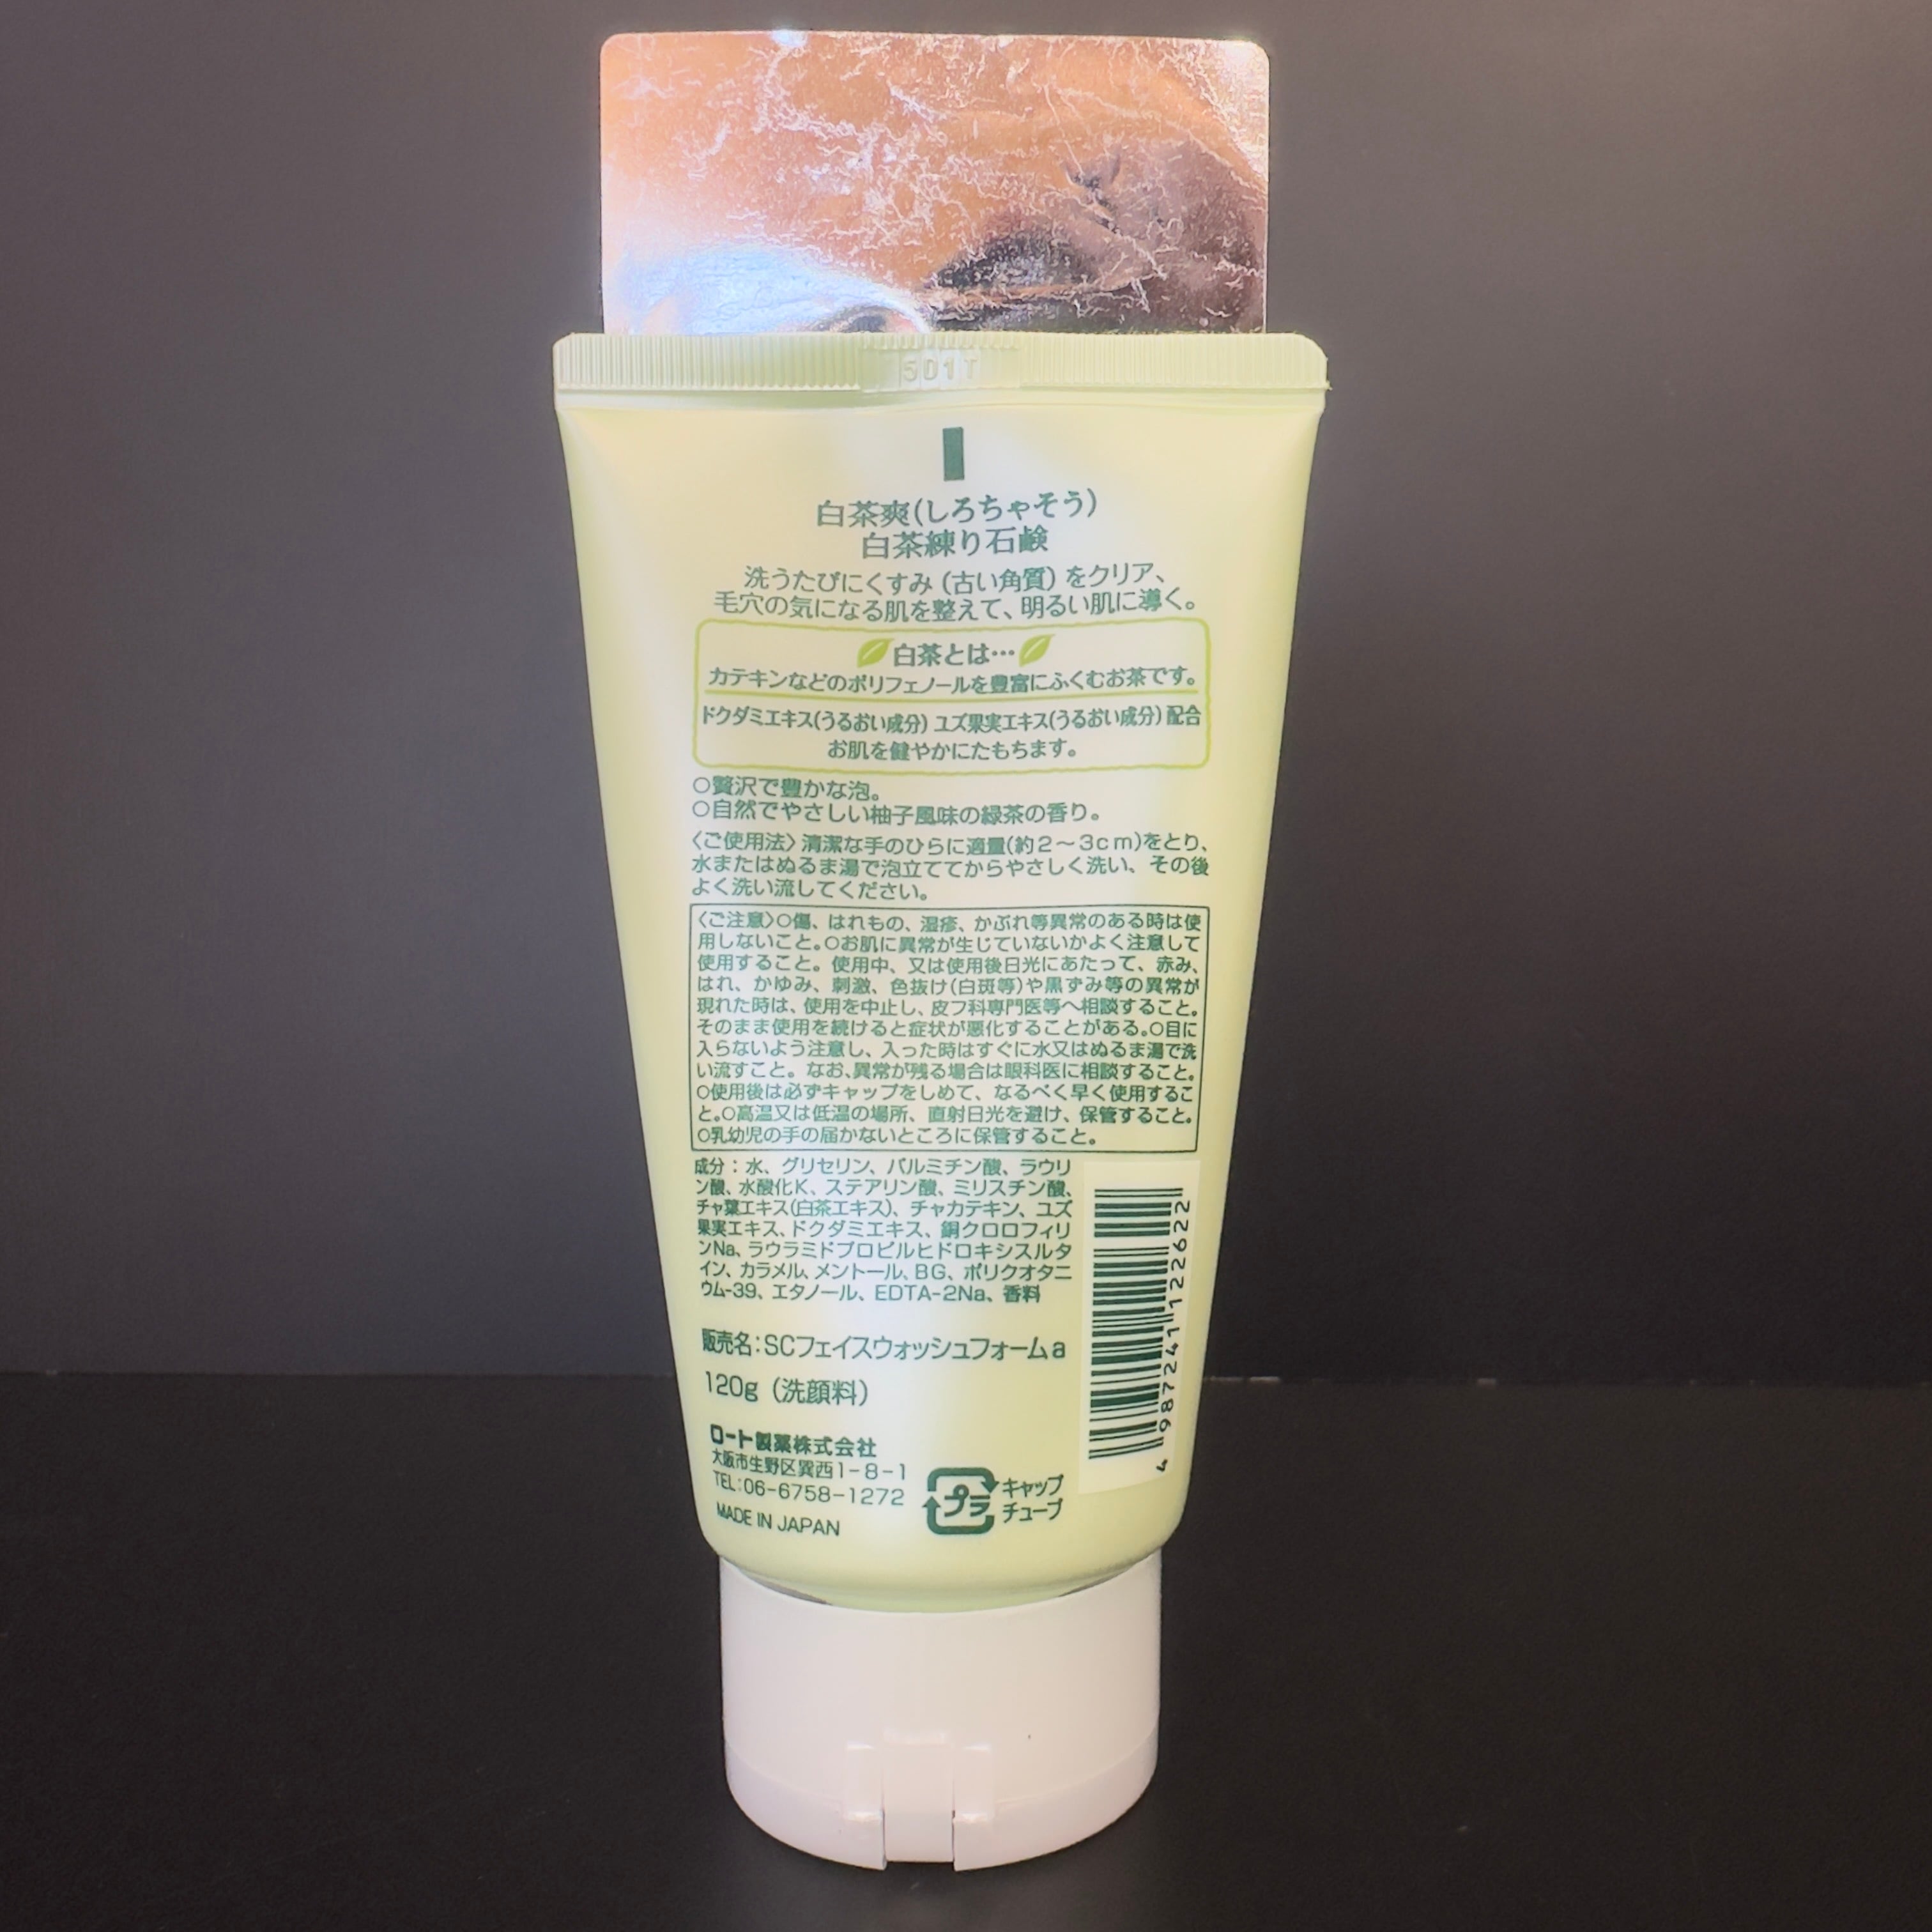 501T
白茶爽(しろちゃそう)
白茶練り石鹸
洗うたびにくすみ(古い角質)をクリア、
毛穴の気になる肌を整えて、明るい肌に導く。
白茶とは…
カテキンなどのポリフェノールを豊富にふくむお茶です。
ドクダミエキス(うるおい成分) ユズ果実エキス(うるおい成分)配合
お肌を健やかにたもちます。
○贅沢で豊かな泡。
○自然でやさしい柚子風味の緑茶の香り。
〈ご使用法〉清潔な手のひらに適量(約2〜3cm)をとり、
水またはぬるま湯で泡立ててからやさしく洗い、その後
よく洗い流してください。
〈ご注意〉○傷、はれもの、湿疹、かぶれ等異常のある時は使
用しないこと。○お肌に異常が生じていないかよく注意して
使用すること。使用中、又は使用後日光にあたって、赤み、
はれ、かゆみ、刺激、色抜け(白斑等)や黒ずみ等の異常が
現れた時は、使用を中止し、皮フ科専門医等へ相談すること。
そのまま使用を続けると症状が悪化することがある。○目に
入らないよう注意し、入った時はすぐに水又はぬるま湯で洗
い流すこと。なお、異常が残る場合は眼科医に相談すること。
○使用後は必ずキャップをしめて、なるべく早く使用するこ
と。○高温又は低温の場所、直射日光を避け、保管すること。
○乳幼児の手の届かないところに保管すること。
成分：水、グリセリン、パルミチン酸、ラウリ
ン酸、水酸化K、ステアリン酸、ミリスチン酸、
チャ葉エキス(白茶エキス)、チャカテキン、ユズ
果実エキス、ドクダミエキス、銅クロロフィリ
ンNa、ラウラミドプロピルヒドロキシスルタ
イン、カラメル、メントール、BG、ポリクオタニ
ウム-39、エタノール、EDTA-2Na、香料
販売名：SCフェイスウォッシュフォームa
120g (洗顔料)
ロート製薬株式会社
大阪市生野区巽西1-8-1
TEL:06-6758-1272
MADE IN JAPAN
プラ
キャップ
チューブ
4 987241 122622